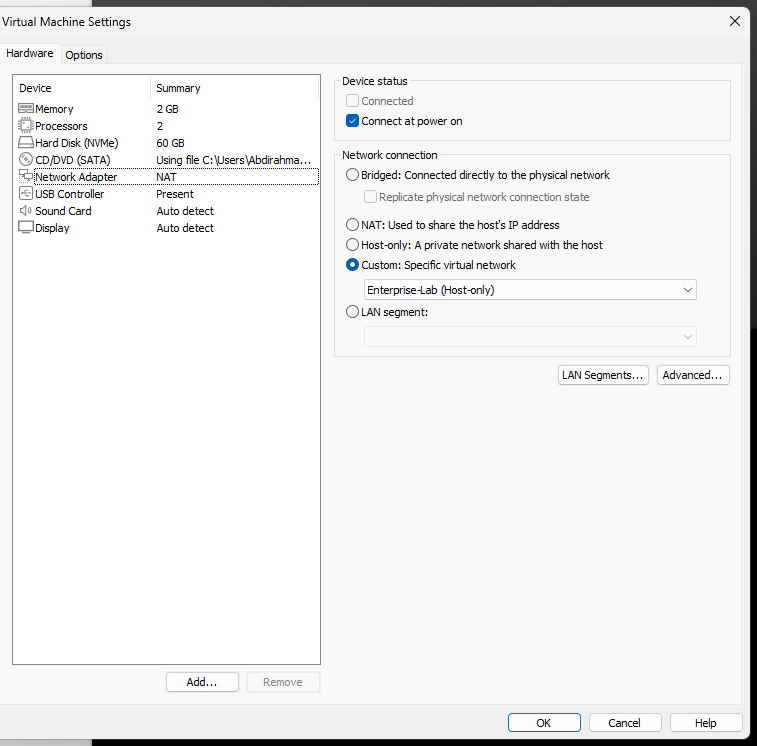 Virtual Machine Settings
Hardware Options
Device Summary
Memory 2 GB
Processors 2
Hard Disk (NVMe) 60 GB
CD/DVD (SATA) Using file C:\Users\Abdirahma...
Network Adapter NAT
USB Controller Present
Sound Card Auto detect
Display Auto detect
Add... Remove
Device status
Connected
Connect at power on
Network connection
Bridged: Connected directly to the physical network
Replicate physical network connection state
NAT: Used to share the host's IP address
Host-only: A private network shared with the host
Custom: Specific virtual network
Enterprise-Lab (Host-only)
LAN segment:
LAN Segments... Advanced...
OK Cancel Help